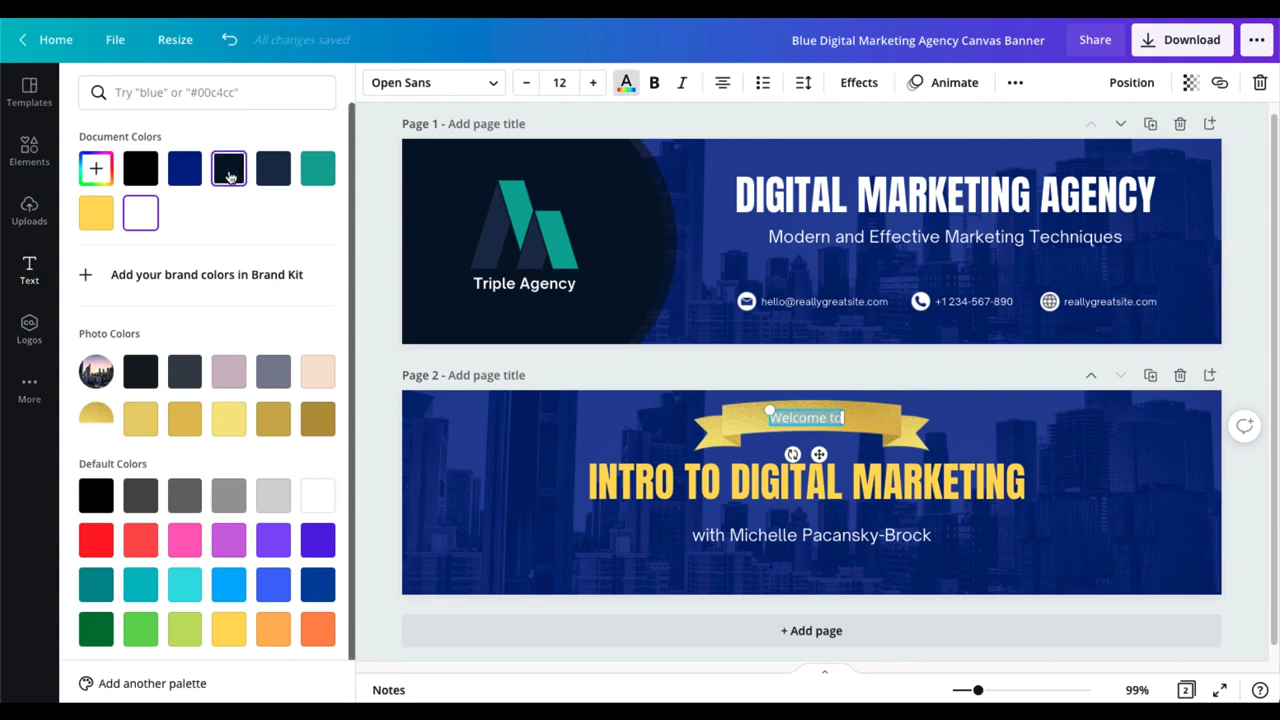 Home File Resize All changes saved Blue Digital Marketing Agency Canvas Banner Share Download
Templates
Elements
Uploads
Text
co.
Logos
More
Try "blue" or "#00c4cc"
Document Colors
Add your brand colors in Brand Kit
Photo Colors
Default Colors
Add another palette
Open Sans 12 A B I Effects Animate Position
Page 1 - Add page title
Triple Agency
DIGITAL MARKETING AGENCY
Modern and Effective Marketing Techniques
hello@reallygreatsite.com +1 234-567-890 reallygreatsite.com
Page 2 - Add page title
Welcome to
INTRO TO DIGITAL MARKETING
with Michelle Pacansky-Brock
+ Add page
Notes 99% 2 ?